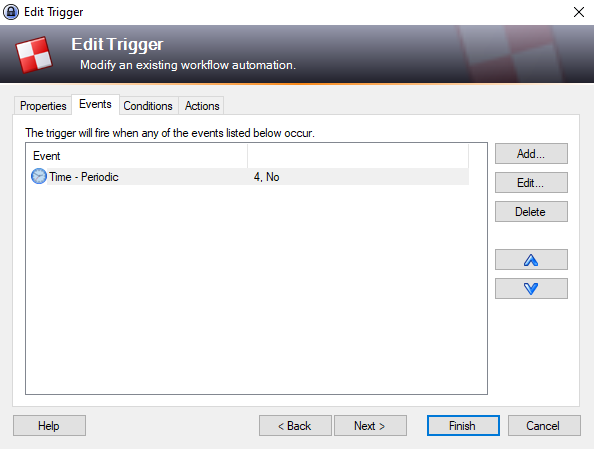 Edit Trigger
Edit Trigger
Modify an existing workflow automation.
Properties Events Conditions Actions
The trigger will fire when any of the events listed below occur.
Event
Time - Periodic 4, No
Add...
Edit...
Delete
Help < Back Next > Finish Cancel